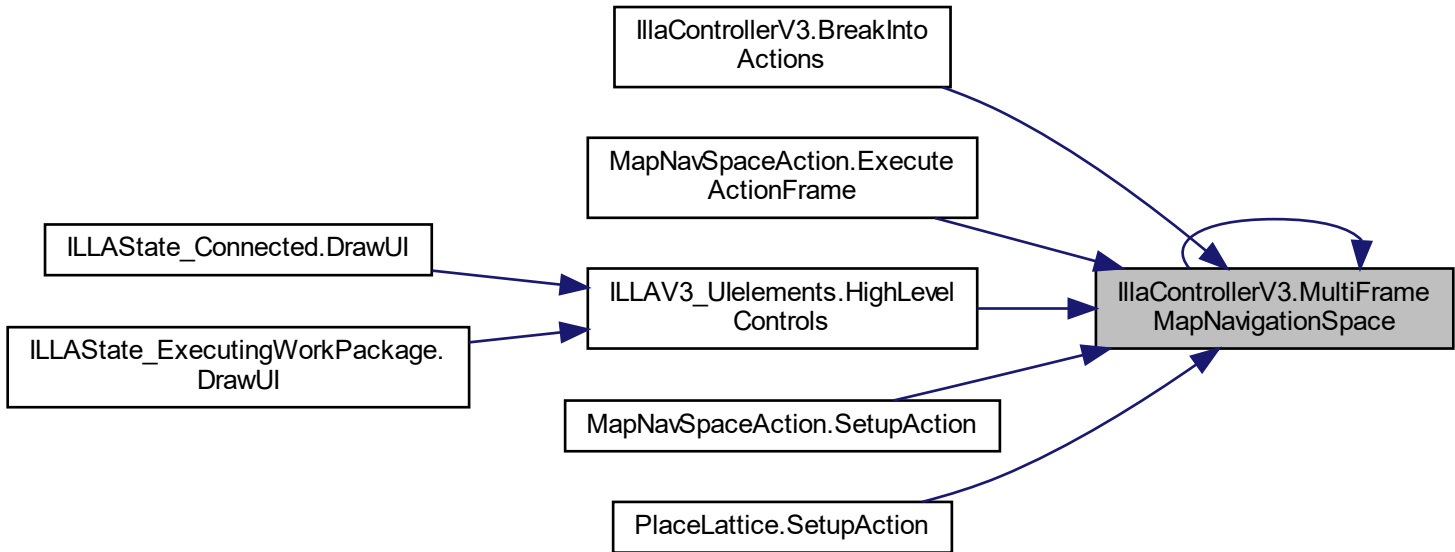 IllaControllerV3.BreakInto
Actions
MapNavSpaceAction.Execute
ActionFrame
ILLAState_Connected.DrawUI
ILLAV3_UIelements.HighLevel
Controls
IllaControllerV3.MultiFrame
MapNavigationSpace
ILLAState_ExecutingWorkPackage.
DrawUI
MapNavSpaceAction.SetupAction
PlaceLattice.SetupAction